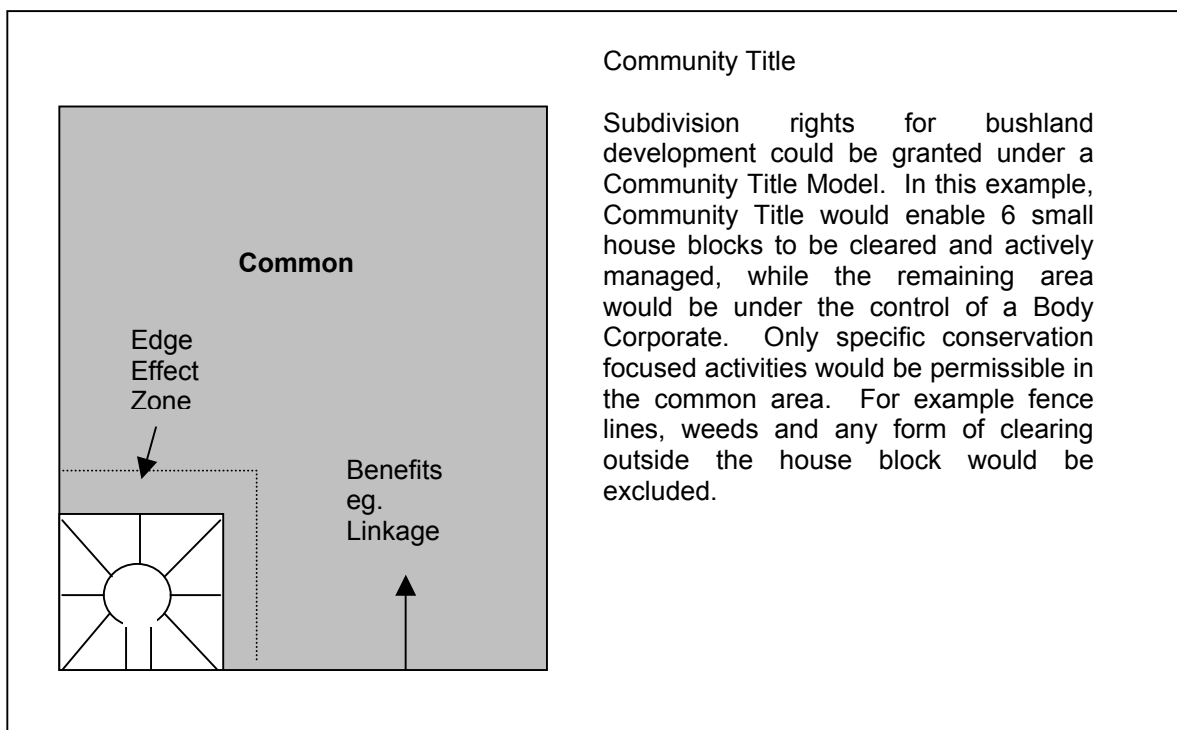 Community Title
Subdivision rights for bushland
development could be granted under a
Community Title Model. In this example,
Community Title would enable 6 small
house blocks to be cleared and actively
managed, while the remaining area
would be under the control of a Body
Corporate. Only specific conservation
focused activities would be permissible in
the common area. For example fence
lines, weeds and any form of clearing
outside the house block would be
excluded.
Common
Edge
Effect
Zone
Benefits
eg.
Linkage